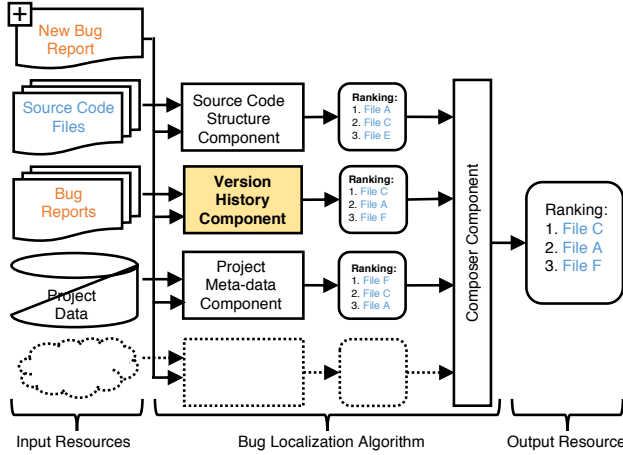 New Bug
Report
Source Code
Files
Source Code
Structure
Component
Ranking:
1. File A
2. File C
3. File E
Bug
Reports
Version
History
Component
Ranking:
1. File C
2. File A
3. File F
Project
Data
Project
Meta-data
Component
Ranking:
1. File F
2. File C
3. File A
Composer Component
Ranking:
1. File C
2. File A
3. File F
Input Resources
Bug Localization Algorithm
Output Resource